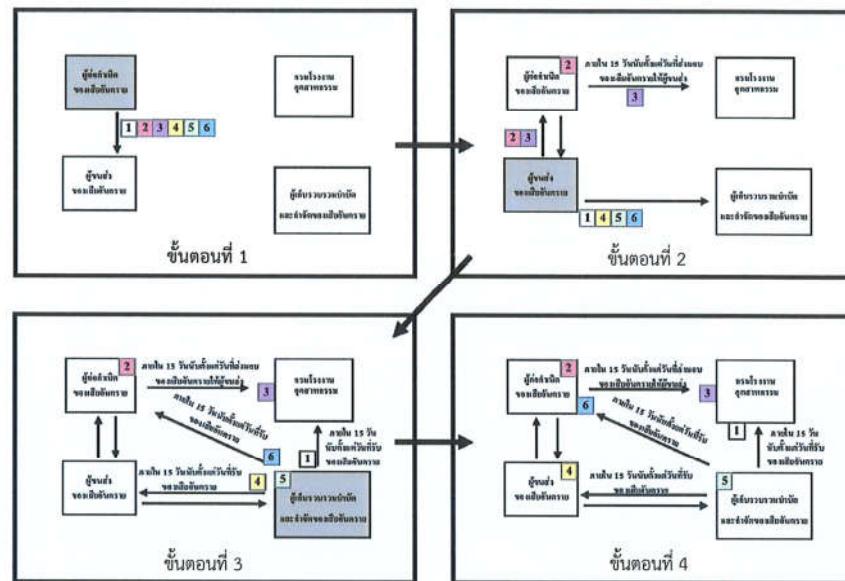 ผู้ก่อกำเนิด
ของเสียอันตราย
กรมโรงงาน
อุตสาหกรรม
1 2 3 4 5 6
ผู้ขนส่ง
ของเสียอันตราย
ผู้เก็บรวบรวมบำบัด
และกำจัดของเสียอันตราย
ขั้นตอนที่ 1
ผู้ก่อกำเนิด
ของเสียอันตราย
2
ภายใน 15 วันนับตั้งแต่วันที่ส่งมอบ
ของเสียอันตรายให้ผู้ขนส่ง
3
กรมโรงงาน
อุตสาหกรรม
2 3
ผู้ขนส่ง
ของเสียอันตราย
1 4 5 6
ผู้เก็บรวบรวมบำบัด
และกำจัดของเสียอันตราย
ขั้นตอนที่ 2
ผู้ก่อกำเนิด
ของเสียอันตราย
2
ภายใน 15 วันนับตั้งแต่วันที่ส่งมอบ
ของเสียอันตรายให้ผู้ขนส่ง
3
กรมโรงงาน
อุตสาหกรรม
ภายใน 15 วันนับตั้งแต่วันที่รับ
ของเสียอันตราย
6
1
ภายใน 15 วัน
นับตั้งแต่วันที่รับ
ของเสียอันตราย
ผู้ขนส่ง
ของเสียอันตราย
ภายใน 15 วันนับตั้งแต่วันที่รับ
ของเสียอันตราย
4
5
ผู้เก็บรวบรวมบำบัด
และกำจัดของเสียอันตราย
ขั้นตอนที่ 3
ผู้ก่อกำเนิด
ของเสียอันตราย
2
6
ภายใน 15 วันนับตั้งแต่วันที่ส่งมอบ
ของเสียอันตรายให้ผู้ขนส่ง
3
กรมโรงงาน
อุตสาหกรรม
1
ภายใน 15 วันนับตั้งแต่วันที่รับ
ของเสียอันตราย
ภายใน 15 วัน
นับตั้งแต่วันที่รับ
ของเสียอันตราย
ผู้ขนส่ง
ของเสียอันตราย
4
ภายใน 15 วันนับตั้งแต่วันที่รับ
ของเสียอันตราย
5
ผู้เก็บรวบรวมบำบัด
และกำจัดของเสียอันตราย
ขั้นตอนที่ 4